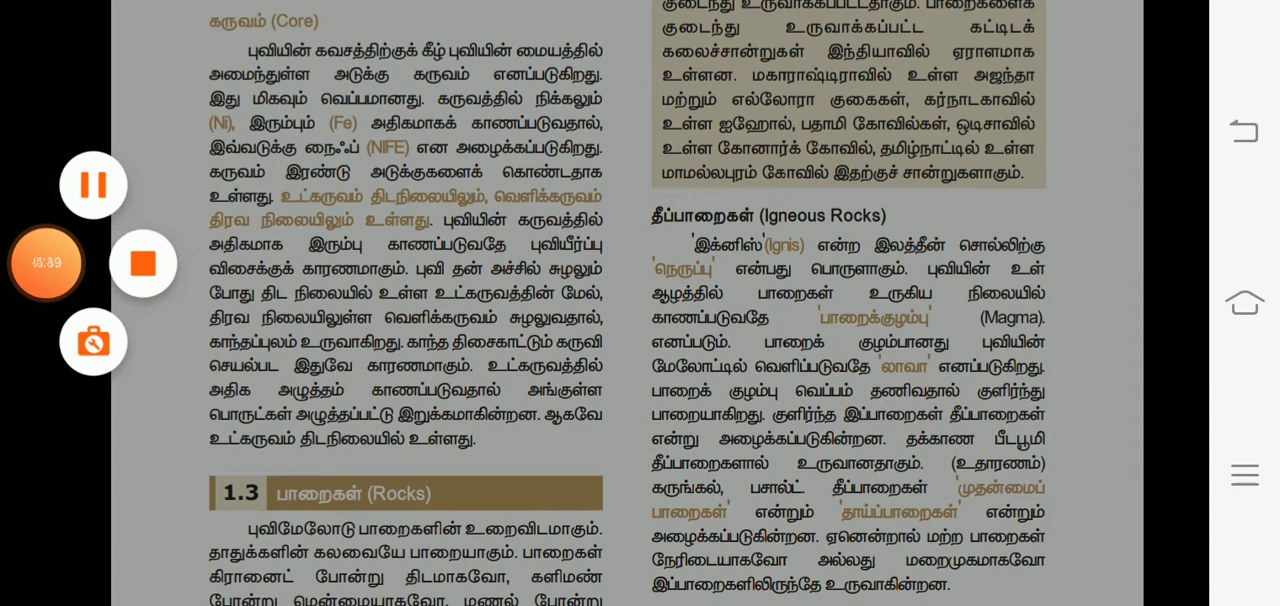 கருவம் (Core)
புவியின் கவசத்திற்குக் கீழ் புவியின் மையத்தில்
அமைந்துள்ள அடுக்கு கருவம் எனப்படுகிறது.
இது மிகவும் வெப்பமானது. கருவத்தில் நிக்கலும்
(Ni), இரும்பும் (Fe) அதிகமாகக் காணப்படுவதால்,
இவ்வடுக்கு நைஃப் (NIFE) என அழைக்கப்படுகிறது.
கருவம் இரண்டு அடுக்குகளைக் கொண்டதாக
உள்ளது. உட்கருவம் திடநிலையிலும், வெளிக்கருவம்
திரவ நிலையிலும் உள்ளது. புவியின் கருவத்தில்
அதிகமாக இரும்பு காணப்படுவதே புவியீர்ப்பு
விசைக்குக் காரணமாகும். புவி தன் அச்சில் சுழலும்
போது திட நிலையில் உள்ள உட்கருவத்தின் மேல்,
திரவ நிலையிலுள்ள வெளிக்கருவம் சுழலுவதால்,
காந்தப்புலம் உருவாகிறது. காந்த திசைகாட்டும் கருவி
செயல்பட இதுவே காரணமாகும். உட்கருவத்தில்
அதிக அழுத்தம் காணப்படுவதால் அங்குள்ள
பொருட்கள் அழுத்தப்பட்டு இறுக்கமாகின்றன. ஆகவே
உட்கருவம் திடநிலையில் உள்ளது.
1.3 பாறைகள் (Rocks)
புவிமேலோடு பாறைகளின் உறைவிடமாகும்.
தாதுக்களின் கலவையே பாறையாகும். பாறைகள்
கிரானைட் போன்று திடமாகவோ, களிமண்
போன்று மென்மையாகவோ, மணல் போன்று
குடைந்து உருவாக்கப்பட்டதாகும். பாறைகளைக்
குடைந்து உருவாக்கப்பட்ட கட்டிடக்
கலைச்சான்றுகள் இந்தியாவில் ஏராளமாக
உள்ளன. மகாராஷ்டிராவில் உள்ள அஜந்தா
மற்றும் எல்லோரா குகைகள், கர்நாடகாவில்
உள்ள ஐஹோல், பதாமி கோவில்கள், ஒடிசாவில்
உள்ள கோனார்க் கோவில், தமிழ்நாட்டில் உள்ள
மாமல்லபுரம் கோவில் இதற்குச் சான்றுகளாகும்.
தீப்பாறைகள் (Igneous Rocks)
'இக்னிஸ்'(Ignis) என்ற இலத்தீன் சொல்லிற்கு
'நெருப்பு' என்பது பொருளாகும். புவியின் உள்
ஆழத்தில் பாறைகள் உருகிய நிலையில்
காணப்படுவதே 'பாறைக்குழம்பு' (Magma).
எனப்படும். பாறைக் குழம்பானது புவியின்
மேலோட்டில் வெளிப்படுவதே 'லாவா' எனப்படுகிறது.
பாறைக் குழம்பு வெப்பம் தணிவதால் குளிர்ந்து
பாறையாகிறது. குளிர்ந்த இப்பாறைகள் தீப்பாறைகள்
என்று அழைக்கப்படுகின்றன. தக்காண பீடபூமி
தீப்பாறைகளால் உருவானதாகும். (உதாரணம்)
கருங்கல், பசால்ட். தீப்பாறைகள் 'முதன்மைப்
பாறைகள்' என்றும் 'தாய்ப்பாறைகள்' என்றும்
அழைக்கப்படுகின்றன. ஏனென்றால் மற்ற பாறைகள்
நேரிடையாகவோ அல்லது மறைமுகமாகவோ
இப்பாறைகளிலிருந்தே உருவாகின்றன.